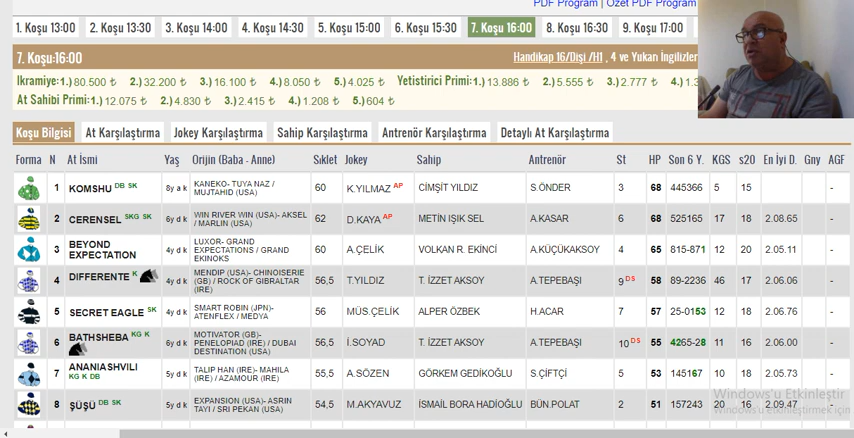 PDF Program | Özet PDF Program
1. Koşu 13:00 2. Koşu 13:30 3. Koşu 14:00 4. Koşu 14:30 5. Koşu 15:00 6. Koşu 15:30 7. Koşu 16:00 8. Koşu 16:30 9. Koşu 17:00
7. Koşu:16:00 Handikap 16/Dişi /H1 , 4 ve Yukarı İngilizler
Ikramiye: 1.) 80.500 ₺ 2.) 32.200 ₺ 3.) 16.100 ₺ 4.) 8.050 ₺ 5.) 4.025 ₺ Yetistirici Primi: 1.) 13.886 ₺ 2.) 5.555 ₺ 3.) 2.777 ₺ 4.)
At Sahibi Primi: 1.) 12.075 ₺ 2.) 4.830 ₺ 3.) 2.415 ₺ 4.) 1.208 ₺ 5.) 604 ₺
Koşu Bilgisi At Karşılaştırma Jokey Karşılaştırma Sahip Karşılaştırma Antrenör Karşılaştırma Detaylı At Karşılaştırma
Forma N At İsmi Yaş Orijin (Baba - Anne) Sıklet Jokey Sahip Antrenör St HP Son 6 Y. KGS s20 En İyi D. Gny AGF
1 KOMSHU DB SK 8y a k KANEKO- TUYA NAZ / MUJTAHID (USA) 60 K.YILMAZ AP CİMŞİT YILDIZ S.ÖNDER 3 68 445366 5 15 -
2 CERENSEL SKG SK 6y d k WIN RIVER WIN (USA)- AKSEL / MARLIN (USA) 62 D.KAYA AP METİN IŞIK SEL A.KASAR 6 68 525165 17 18 2.08.65 -
3 BEYOND EXPECTATION 4y d k LUXOR- GRAND EXPECTATIONS / GRAND EKINOKS 60 A.ÇELİK VOLKAN R. EKİNCİ A.KÜÇÜKAKSOY 4 65 815-871 12 20 2.05.11 -
4 DIFFERENTE K 4y d k MENDIP (USA)- CHINOISERIE (GB) / ROCK OF GIBRALTAR (IRE) 56,5 T.YILDIZ T. İZZET AKSOY A.TEPEBAŞI 9 DS 58 89-2236 46 17 2.06.06 -
5 SECRET EAGLE SK 4y d k SMART ROBIN (JPN)- ATENFLEX / MEDYA 56 MÜS.ÇELİK ALPER ÖZBEK H.ACAR 7 57 25-0153 12 18 2.06.76 -
6 BATHSHEBA KG K 6y d k MOTIVATOR (GB)- PENELOPIAD (IRE) / DUBAI DESTINATION (USA) 56,5 İ.SOYAD T. İZZET AKSOY A.TEPEBAŞI 10 DS 55 4265-28 11 16 2.06.00 -
7 ANANIASHVILI KG K DB 5y d k TALIP HAN (IRE)- MAHILA (IRE) / AZAMOUR (IRE) 55,5 A.SÖZEN GÖRKEM GEDİKOĞLU S.ÇİFTÇİ 5 53 145167 10 18 2.05.73 -
8 ŞÜŞÜ DB SK 5y d k EXPANSION (USA)- ASRIN TAYI / SRI PEKAN (USA) 54,5 M.AKYAVUZ İSMAİL BORA HADİOĞLU BÜN.POLAT 2 51 157243 20 16 2.09.47 -
Windows'u Etkinleştir
Windows'u etkinleştirmek için